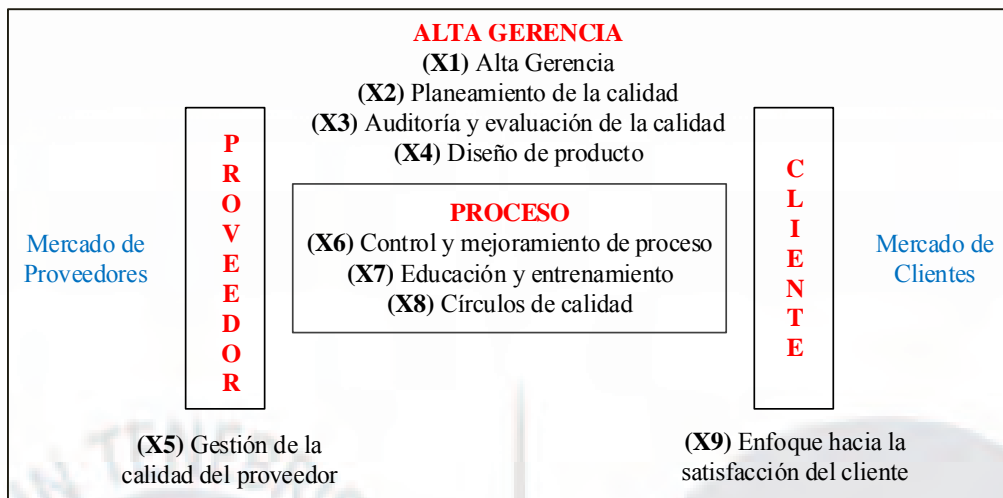 ALTA GERENCIA
(X1) Alta Gerencia
(X2) Planeamiento de la calidad
(X3) Auditoría y evaluación de la calidad
(X4) Diseño de producto
PROVEEDOR
CLIENTE
Mercado de
Proveedores
PROCESO
(X6) Control y mejoramiento de proceso
(X7) Educación y entrenamiento
(X8) Círculos de calidad
Mercado de
Clientes
(X5) Gestión de la
calidad del proveedor
(X9) Enfoque hacia la
satisfacción del cliente